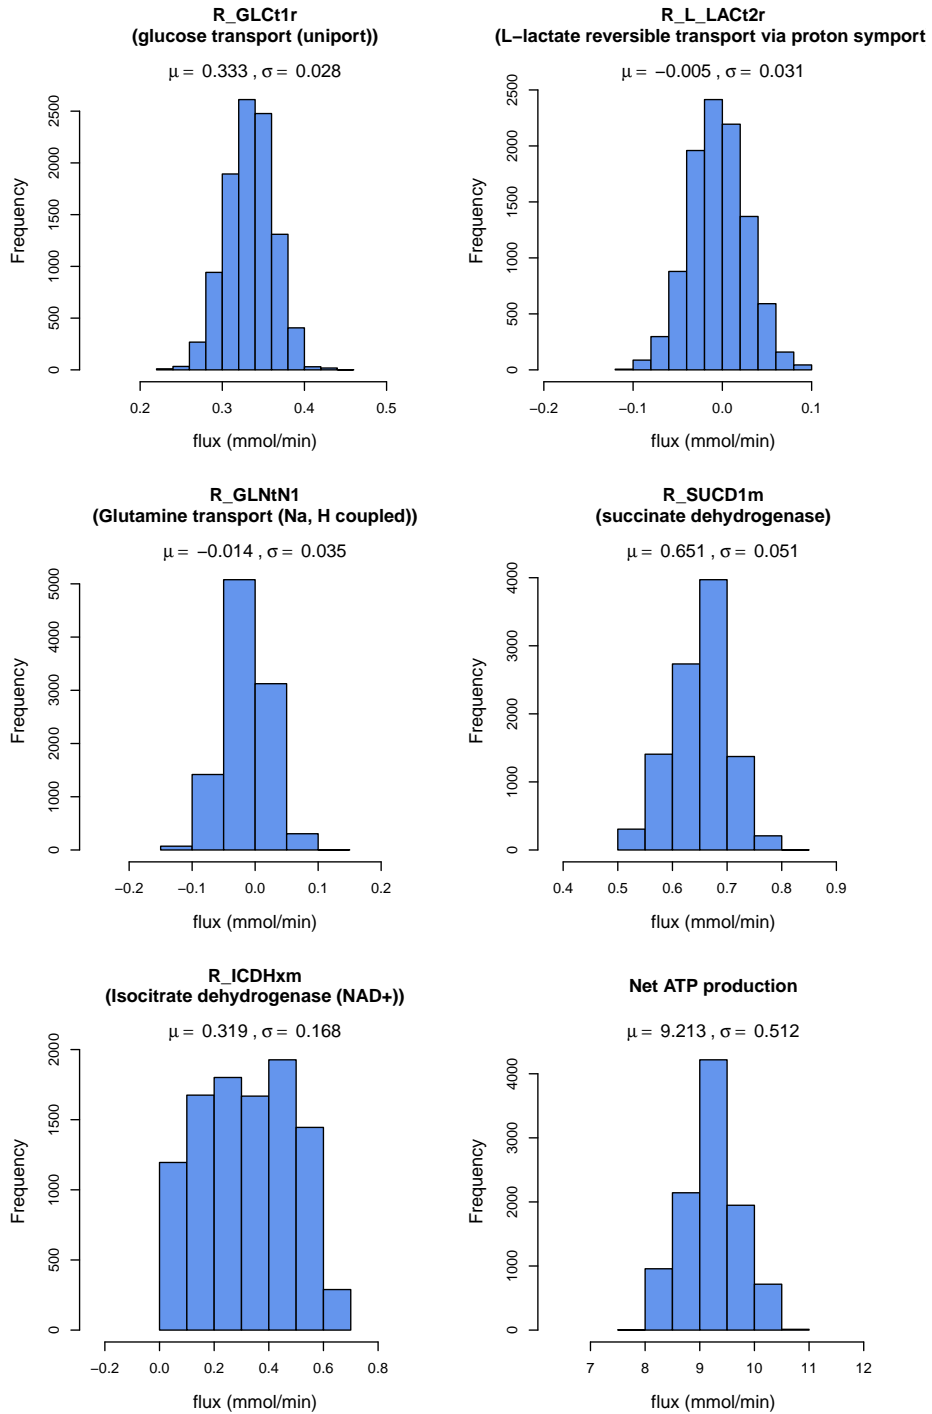 R_GLCt1r
(glucose transport (uniport))
μ = 0.333 , σ = 0.028
Frequency
0 500 1000 1500 2000 2500
0.2 0.3 0.4 0.5
flux (mmol/min)
R_L_LACt2r
(L−lactate reversible transport via proton symport
μ = −0.005 , σ = 0.031
Frequency
0 500 1000 1500 2000 2500
−0.2 −0.1 0.0 0.1
flux (mmol/min)
R_GLNtN1
(Glutamine transport (Na, H coupled))
μ = −0.014 , σ = 0.035
Frequency
0 1000 2000 3000 4000 5000
−0.2 −0.1 0.0 0.1 0.2
flux (mmol/min)
R_SUCD1m
(succinate dehydrogenase)
μ = 0.651 , σ = 0.051
Frequency
0 1000 2000 3000 4000
0.4 0.5 0.6 0.7 0.8 0.9
flux (mmol/min)
R_ICDHxm
(Isocitrate dehydrogenase (NAD+))
μ = 0.319 , σ = 0.168
Frequency
0 500 1000 1500 2000
−0.2 0.0 0.2 0.4 0.6 0.8
flux (mmol/min)
Net ATP production
μ = 9.213 , σ = 0.512
Frequency
0 1000 2000 3000 4000
7 8 9 10 11 12
flux (mmol/min)